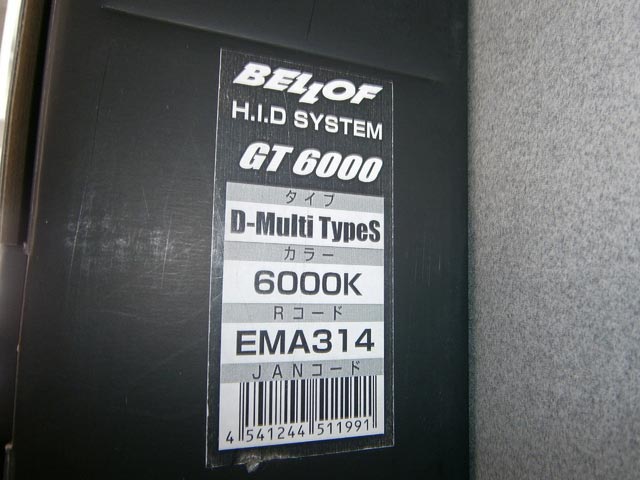 BELLOF
H.I.D SYSTEM
GT 6000
タイプ
D-Multi TypeS
カラー
6000K
Rコード
EMA314
JANコード
4 541244 511991